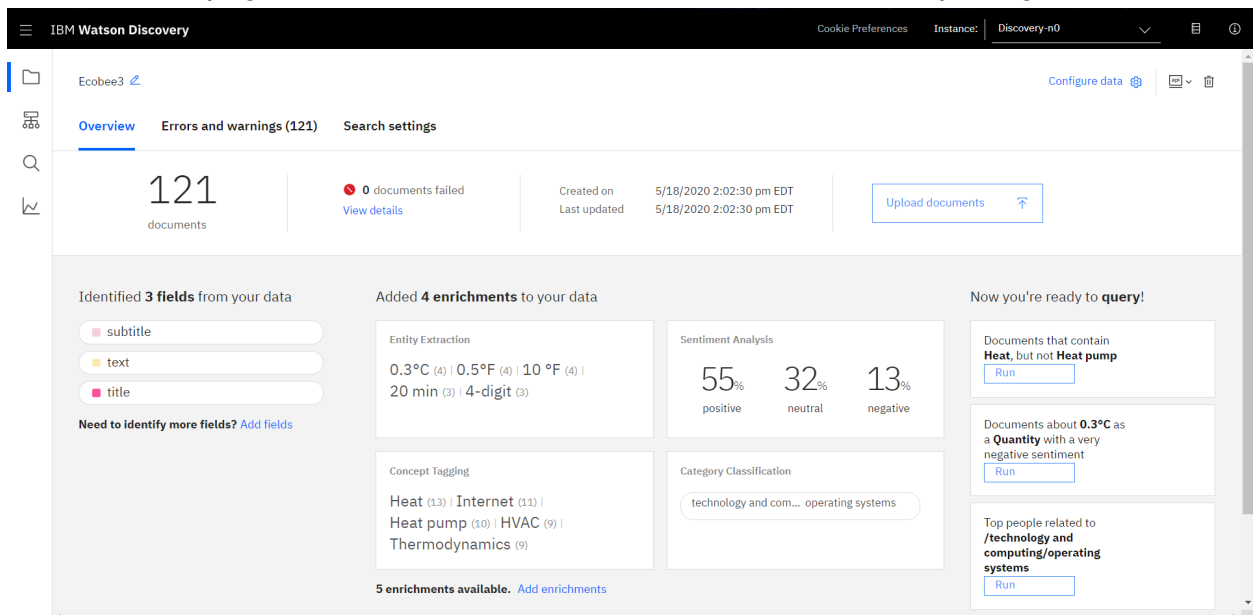 IBM Watson Discovery
Cookie Preferences
Instance:
Discovery-n0
Ecobee3
Configure data
api
Overview
Errors and warnings (121)
Search settings
121
documents
0 documents failed
View details
Created on 5/18/2020 2:02:30 pm EDT
Last updated 5/18/2020 2:02:30 pm EDT
Upload documents
Identified 3 fields from your data
subtitle
text
title
Need to identify more fields? Add fields
Added 4 enrichments to your data
Entity Extraction
0.3°C (4) | 0.5°F (4) | 10 °F (4) |
20 min (3) | 4-digit (3)
Sentiment Analysis
55% 32% 13%
positive neutral negative
Concept Tagging
Heat (13) | Internet (11) |
Heat pump (10) | HVAC (9) |
Thermodynamics (9)
Category Classification
technology and com... operating systems
5 enrichments available. Add enrichments
Now you're ready to query!
Documents that contain
Heat, but not Heat pump
Run
Documents about 0.3°C as
a Quantity with a very
negative sentiment
Run
Top people related to
/technology and
computing/operating
systems
Run